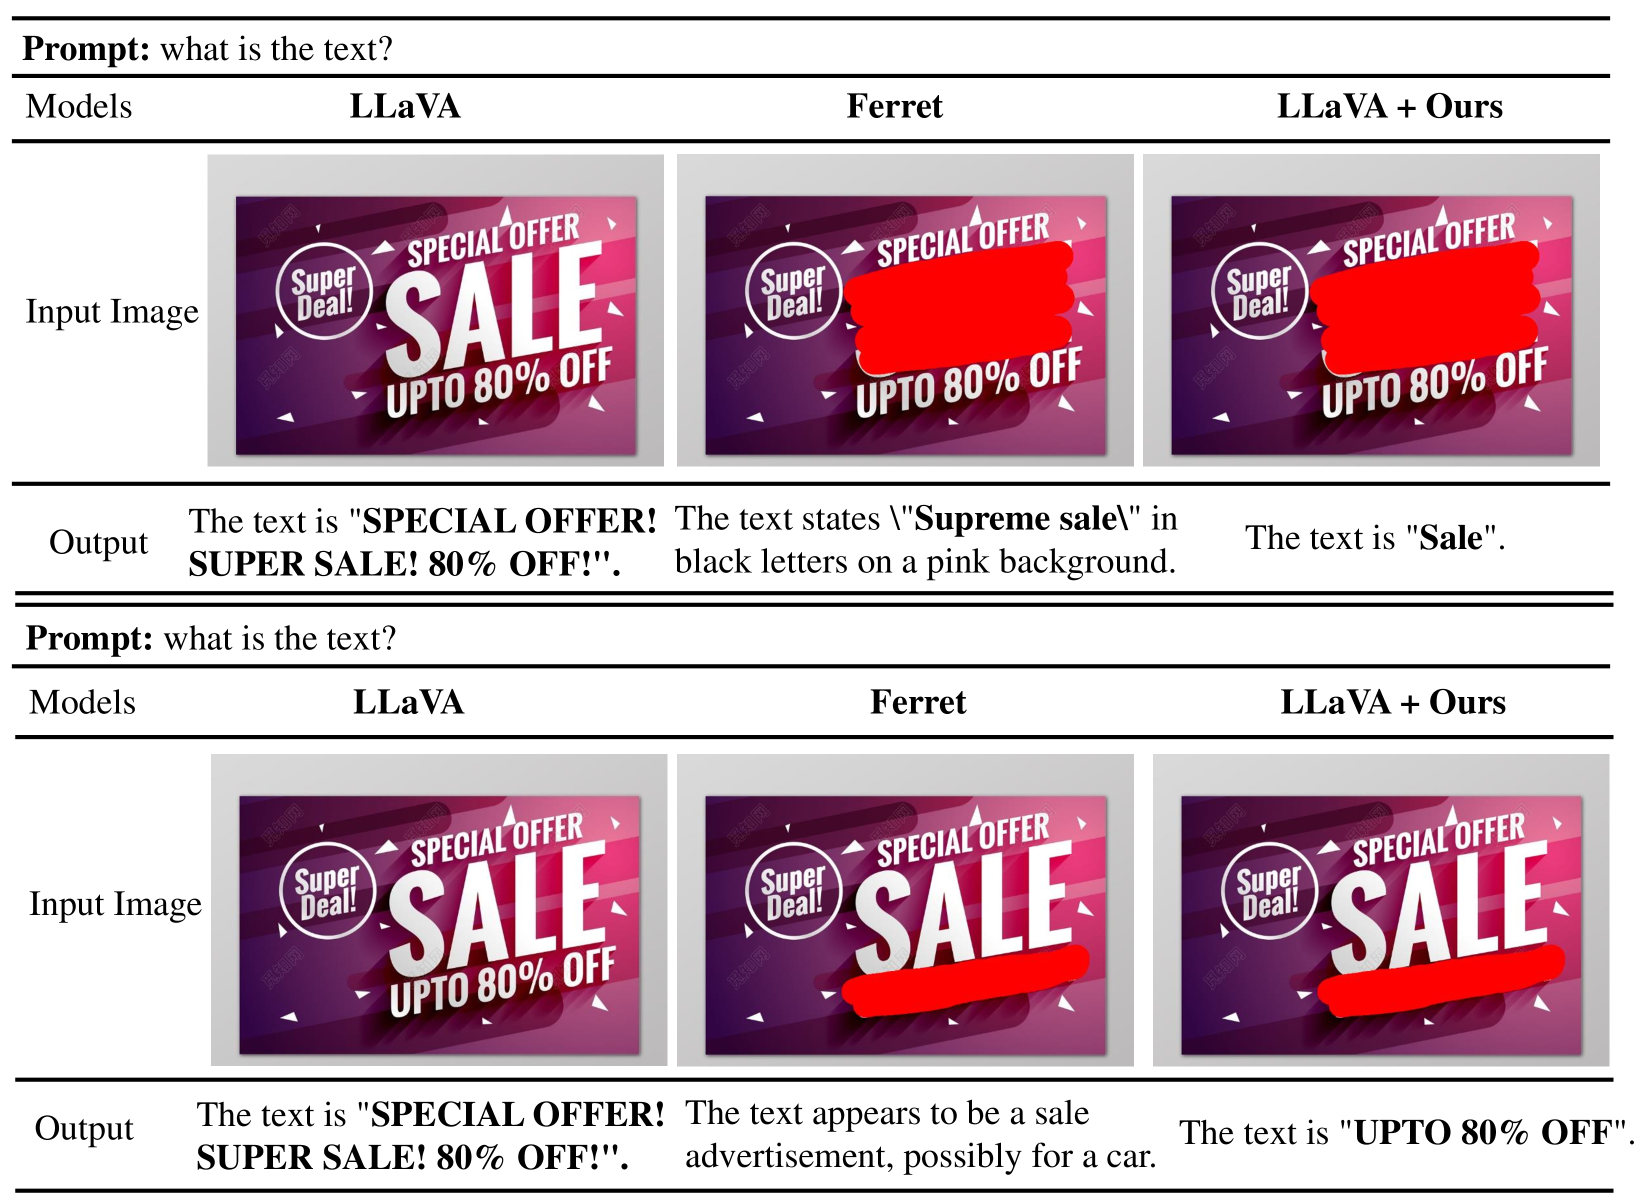 Prompt: what is the text?
Models LLaVA Ferret LLaVA + Ours
Input Image
SPECIAL OFFER
Super
Deal!
SALE
UPTO 80% OFF
SPECIAL OFFER
Super
Deal!
UPTO 80% OFF
SPECIAL OFFER
Super
Deal!
UPTO 80% OFF
Output
The text is "SPECIAL OFFER!
SUPER SALE! 80% OFF!".
The text states \"Supreme sale\" in
black letters on a pink background.
The text is "Sale".
Prompt: what is the text?
Models LLaVA Ferret LLaVA + Ours
Input Image
SPECIAL OFFER
Super
Deal!
SALE
UPTO 80% OFF
SPECIAL OFFER
Super
Deal!
SALE
SPECIAL OFFER
Super
Deal!
SALE
Output
The text is "SPECIAL OFFER!
SUPER SALE! 80% OFF!".
The text appears to be a sale
advertisement, possibly for a car.
The text is "UPTO 80% OFF".